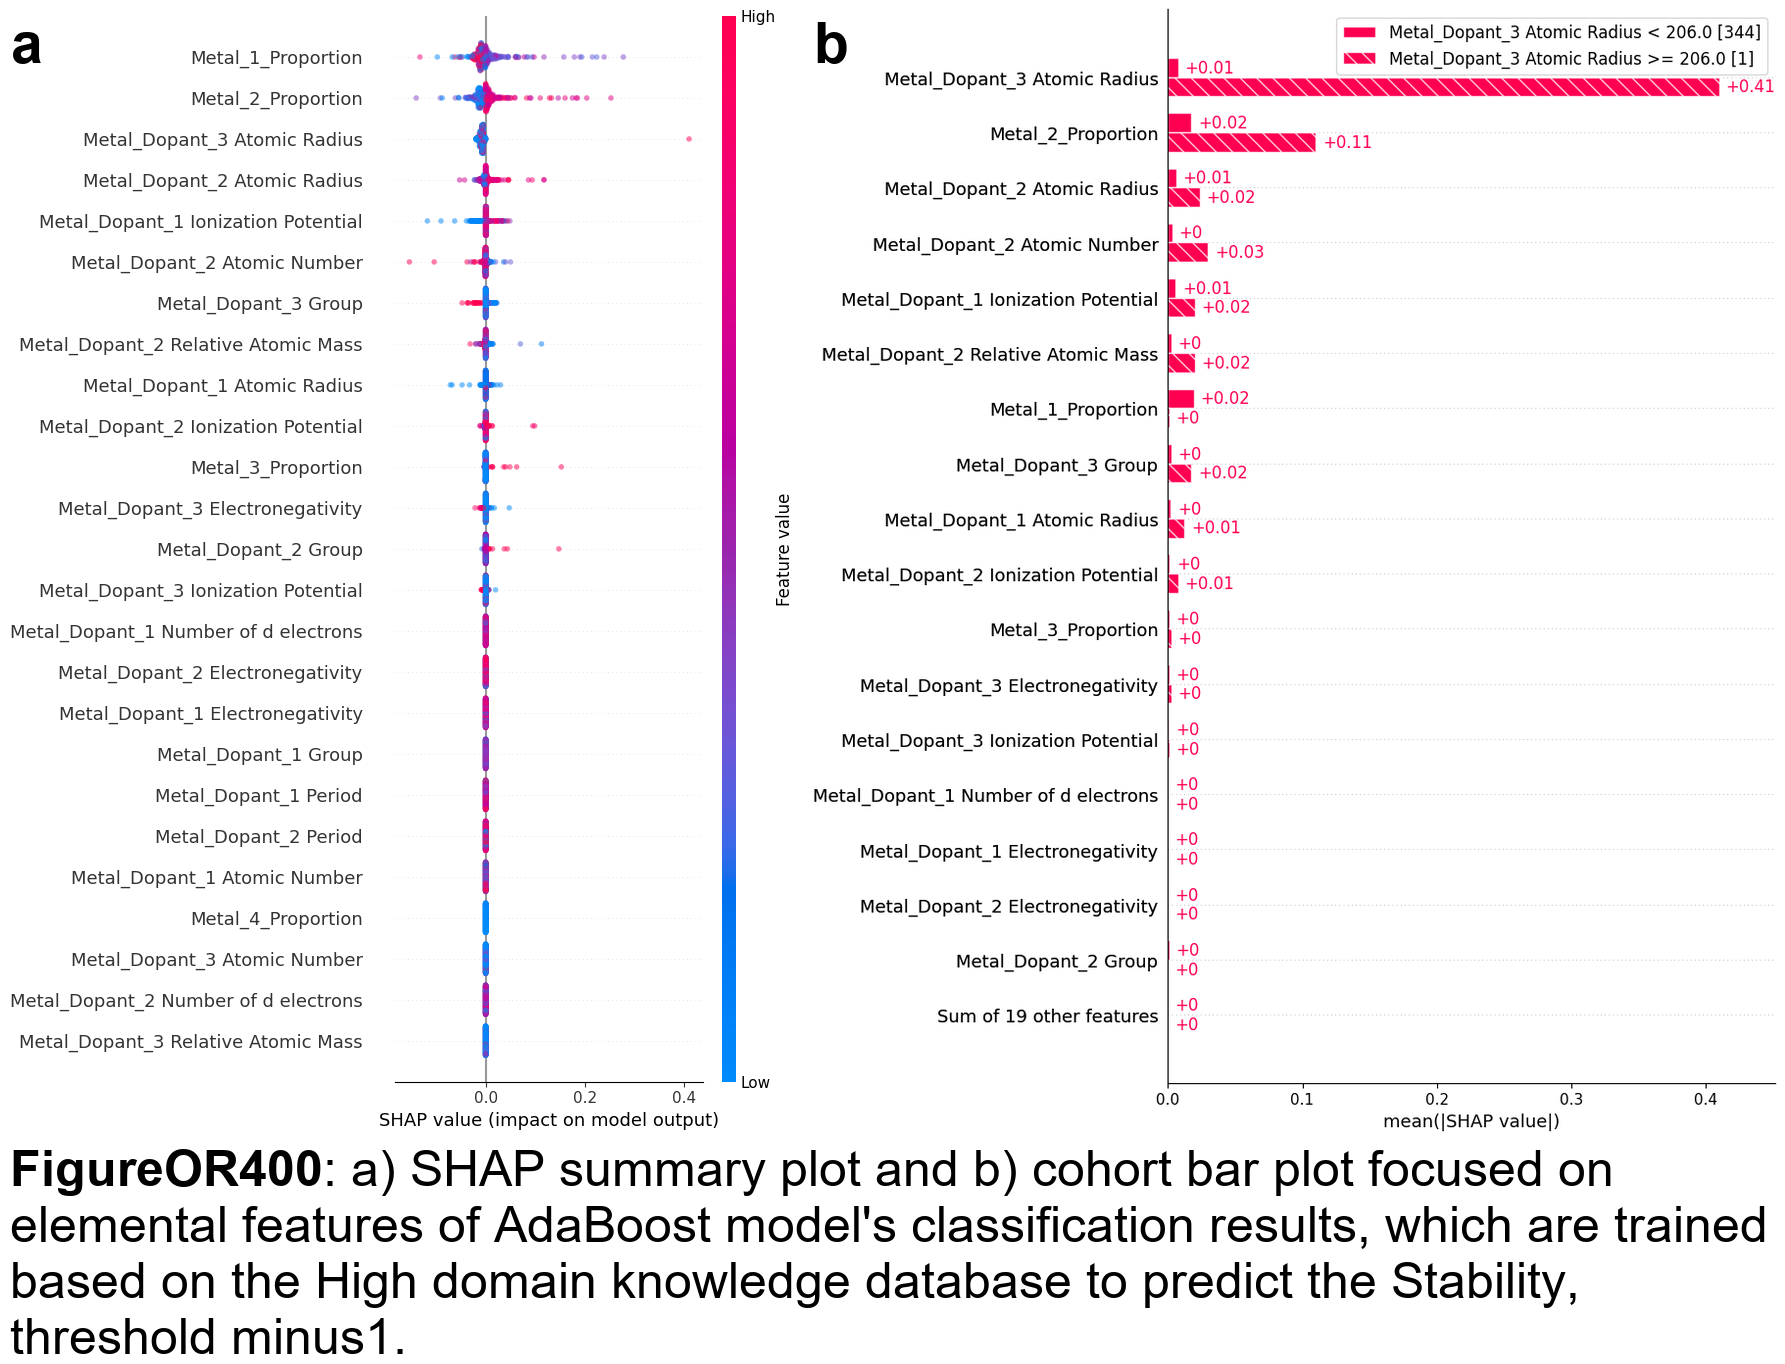 a
Metal_1_Proportion
Metal_2_Proportion
Metal_Dopant_3 Atomic Radius
Metal_Dopant_2 Atomic Radius
Metal_Dopant_1 Ionization Potential
Metal_Dopant_2 Atomic Number
Metal_Dopant_3 Group
Metal_Dopant_2 Relative Atomic Mass
Metal_Dopant_1 Atomic Radius
Metal_Dopant_2 Ionization Potential
Metal_3_Proportion
Metal_Dopant_3 Electronegativity
Metal_Dopant_2 Group
Metal_Dopant_3 Ionization Potential
Metal_Dopant_1 Number of d electrons
Metal_Dopant_2 Electronegativity
Metal_Dopant_1 Electronegativity
Metal_Dopant_1 Group
Metal_Dopant_1 Period
Metal_Dopant_2 Period
Metal_Dopant_1 Atomic Number
Metal_4_Proportion
Metal_Dopant_3 Atomic Number
Metal_Dopant_2 Number of d electrons
Metal_Dopant_3 Relative Atomic Mass
0.0 0.2 0.4
SHAP value (impact on model output)
High
Feature value
Low
b
Metal_Dopant_3 Atomic Radius < 206.0 [344]
Metal_Dopant_3 Atomic Radius >= 206.0 [1]
Metal_Dopant_3 Atomic Radius
+0.01
+0.41
Metal_2_Proportion
+0.02
+0.11
Metal_Dopant_2 Atomic Radius
+0.01
+0.02
Metal_Dopant_2 Atomic Number
+0
+0.03
Metal_Dopant_1 Ionization Potential
+0.01
+0.02
Metal_Dopant_2 Relative Atomic Mass
+0
+0.02
Metal_1_Proportion
+0.02
+0
Metal_Dopant_3 Group
+0
+0.02
Metal_Dopant_1 Atomic Radius
+0
+0.01
Metal_Dopant_2 Ionization Potential
+0
+0.01
Metal_3_Proportion
+0
+0
Metal_Dopant_3 Electronegativity
+0
+0
Metal_Dopant_3 Ionization Potential
+0
+0
Metal_Dopant_1 Number of d electrons
+0
+0
Metal_Dopant_1 Electronegativity
+0
+0
Metal_Dopant_2 Electronegativity
+0
+0
Metal_Dopant_2 Group
+0
+0
Sum of 19 other features
+0
+0
0.0 0.1 0.2 0.3 0.4
mean(|SHAP value|)
FigureOR400: a) SHAP summary plot and b) cohort bar plot focused on
elemental features of AdaBoost model's classification results, which are trained
based on the High domain knowledge database to predict the Stability,
threshold minus1.